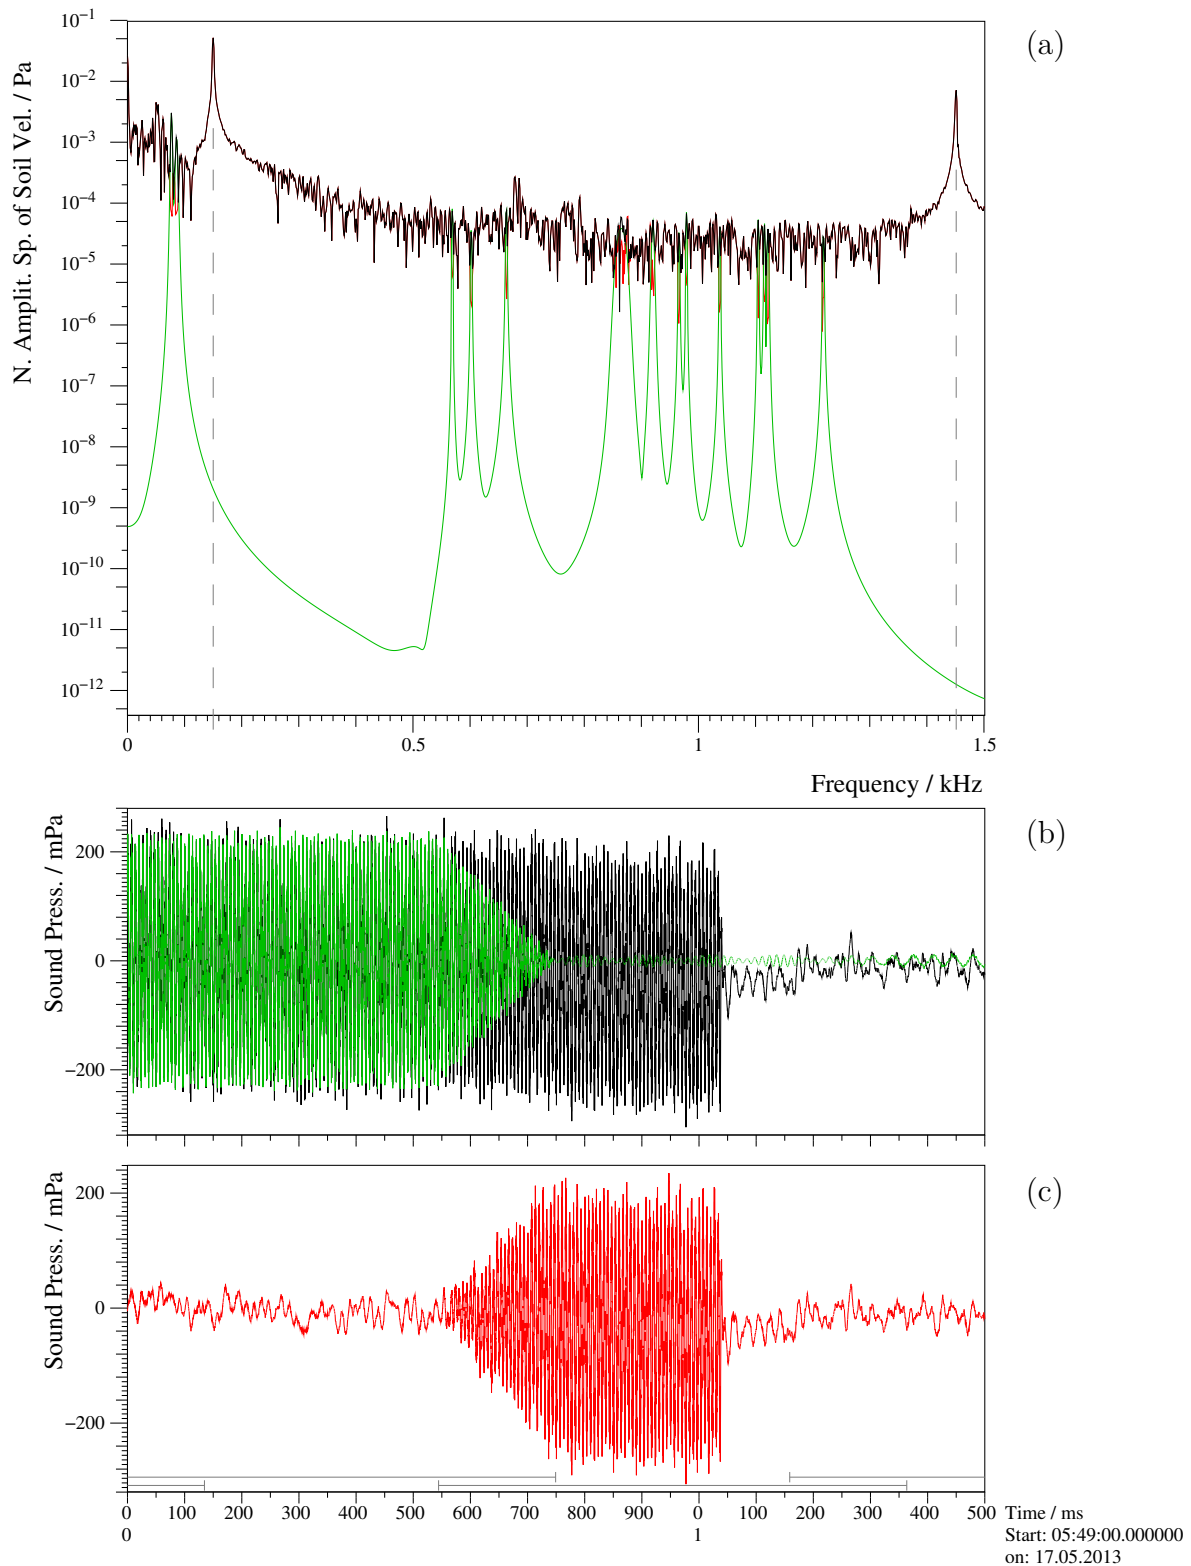 (a)
N. Amplit. Sp. of Soil Vel. / Pa
10⁻¹
10⁻²
10⁻³
10⁻⁴
10⁻⁵
10⁻⁶
10⁻⁷
10⁻⁸
10⁻⁹
10⁻¹⁰
10⁻¹¹
10⁻¹²
0 0.5 1 1.5
Frequency / kHz
(b)
Sound Press. / mPa
200
0
−200
(c)
Sound Press. / mPa
200
0
−200
0 100 200 300 400 500 600 700 800 900 0 100 200 300 400 500
0 1
Time / ms
Start: 05:49:00.000000
on: 17.05.2013